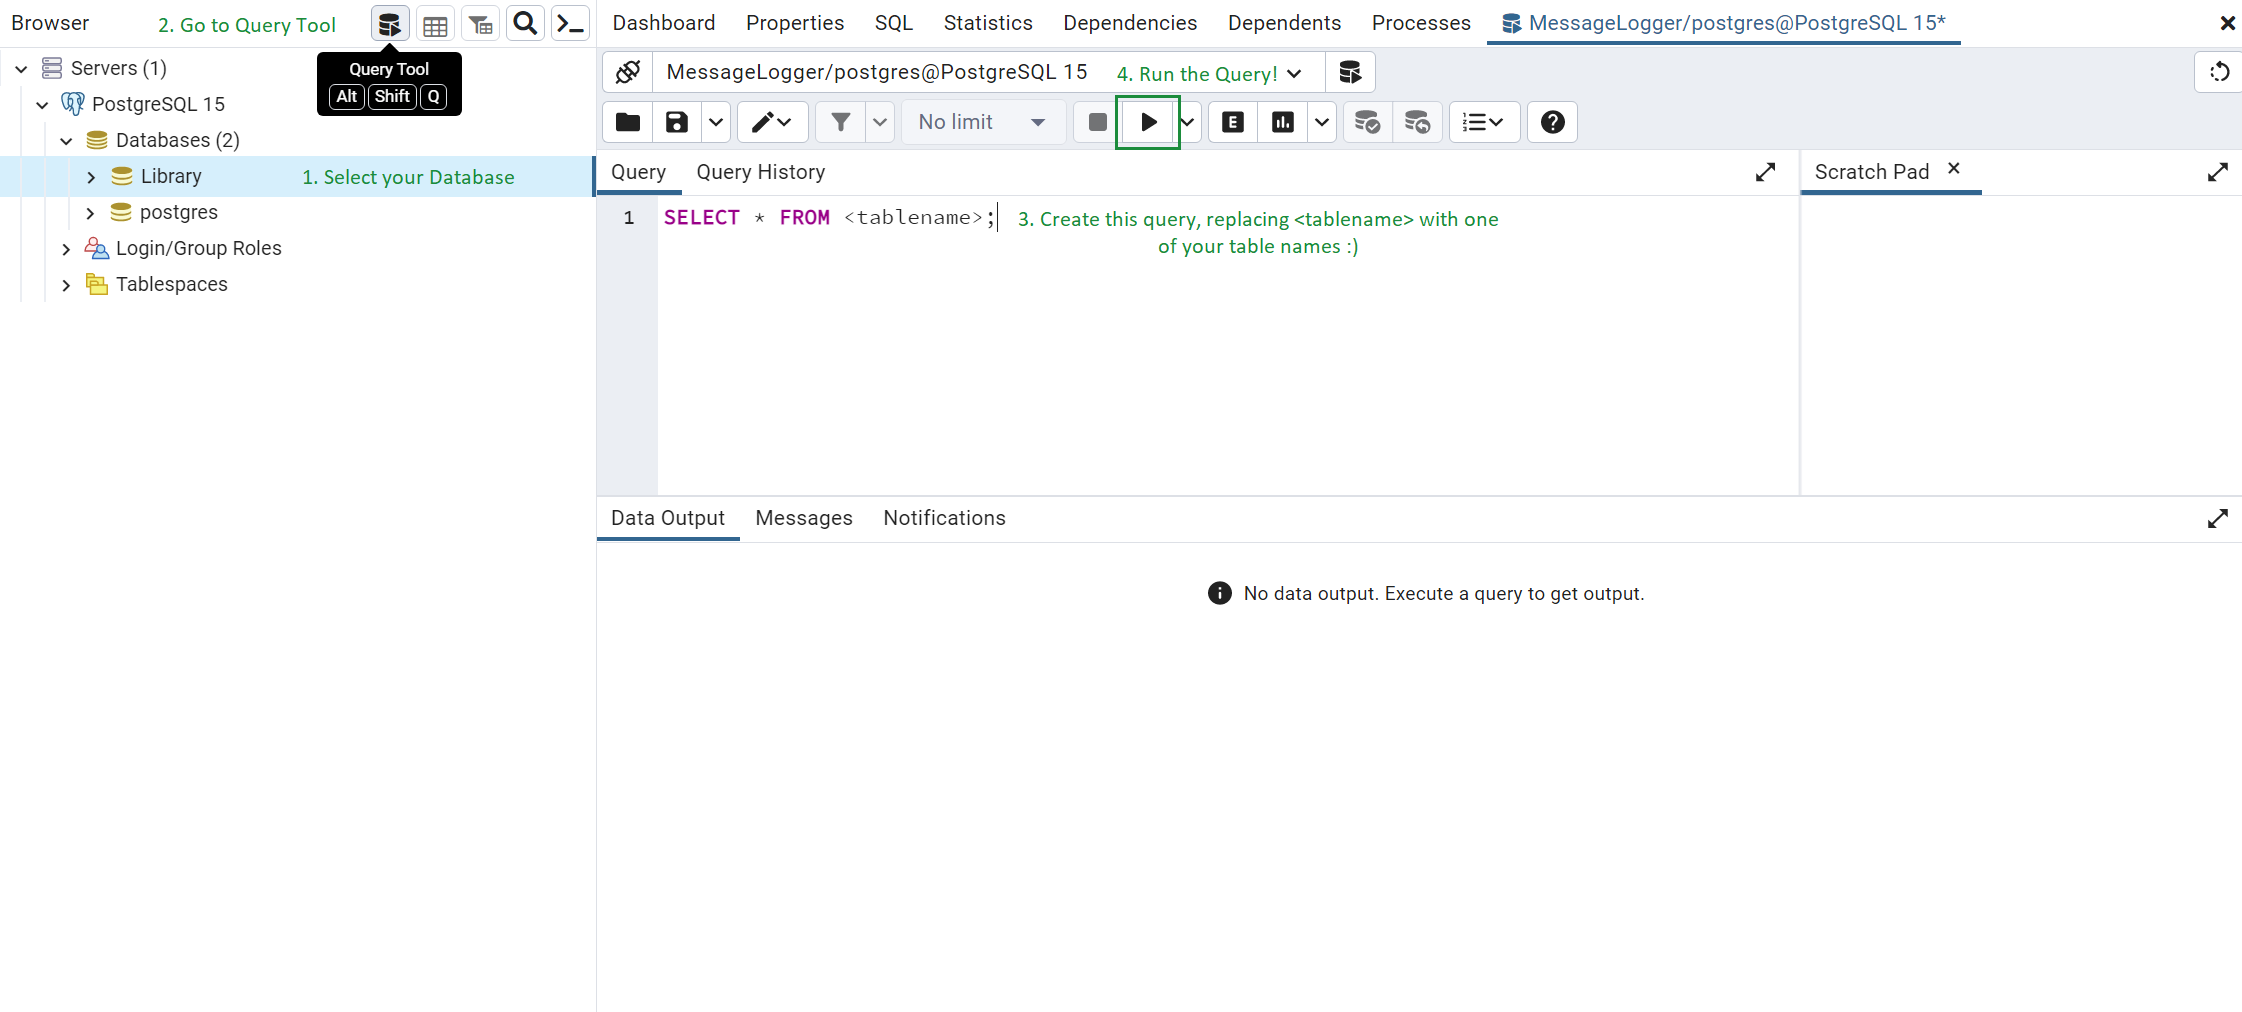 Browser
2. Go to Query Tool
Query Tool
Alt Shift Q
Servers (1)
PostgreSQL 15
Databases (2)
Library
1. Select your Database
postgres
Login/Group Roles
Tablespaces
Dashboard Properties SQL Statistics Dependencies Dependents Processes MessageLogger/postgres@PostgreSQL 15*
MessageLogger/postgres@PostgreSQL 15
4. Run the Query!
No limit
E
Query Query History
Scratch Pad
1 SELECT * FROM <tablename>;
3. Create this query, replacing <tablename> with one
of your table names :)
Data Output Messages Notifications
No data output. Execute a query to get output.